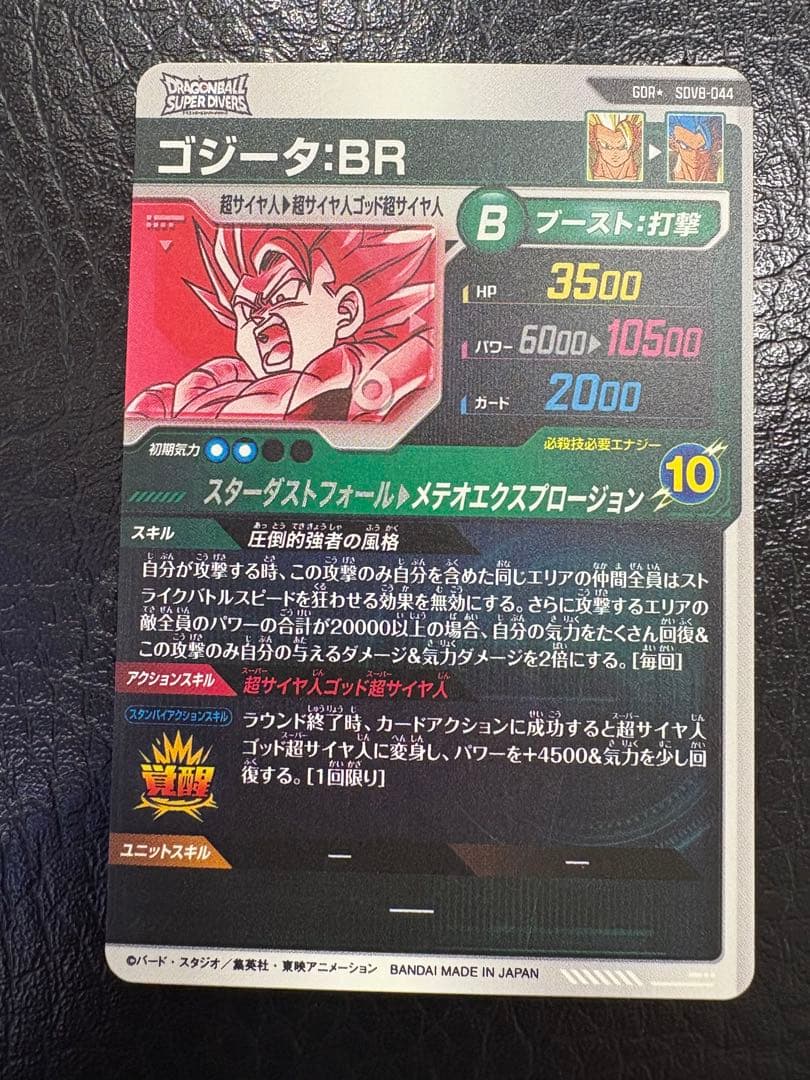 DRAGONBALL
SUPER DIVERS
GDR★ SDV8-044
ゴジータ:BR
超サイヤ人▶超サイヤ人ゴッド超サイヤ人
B ブースト:打撃
HP 3500
パワー 6000▶10500
ガード 2000
初期気力
必殺技必要エナジー
10
スターダストフォール▶メテオエクスプロージョン
スキル 圧倒的強者の風格
自分が攻撃する時、この攻撃のみ自分を含めた同じエリアの仲間全員はスト
ライクバトルスピードを狂わせる効果を無効にする。さらに攻撃するエリアの
敵全員のパワーの合計が20000以上の場合、自分の気力をたくさん回復&
この攻撃のみ自分の与えるダメージ&気力ダメージを2倍にする。[毎回]
アクションスキル 超サイヤ人ゴッド超サイヤ人
スタンバイアクションスキル
覚醒
ラウンド終了時、カードアクションに成功すると超サイヤ人
ゴッド超サイヤ人に変身し、パワーを+4500&気力を少し回
復する。[1回限り]
ユニットスキル — —
—
©バード・スタジオ/集英社・東映アニメーション BANDAI MADE IN JAPAN